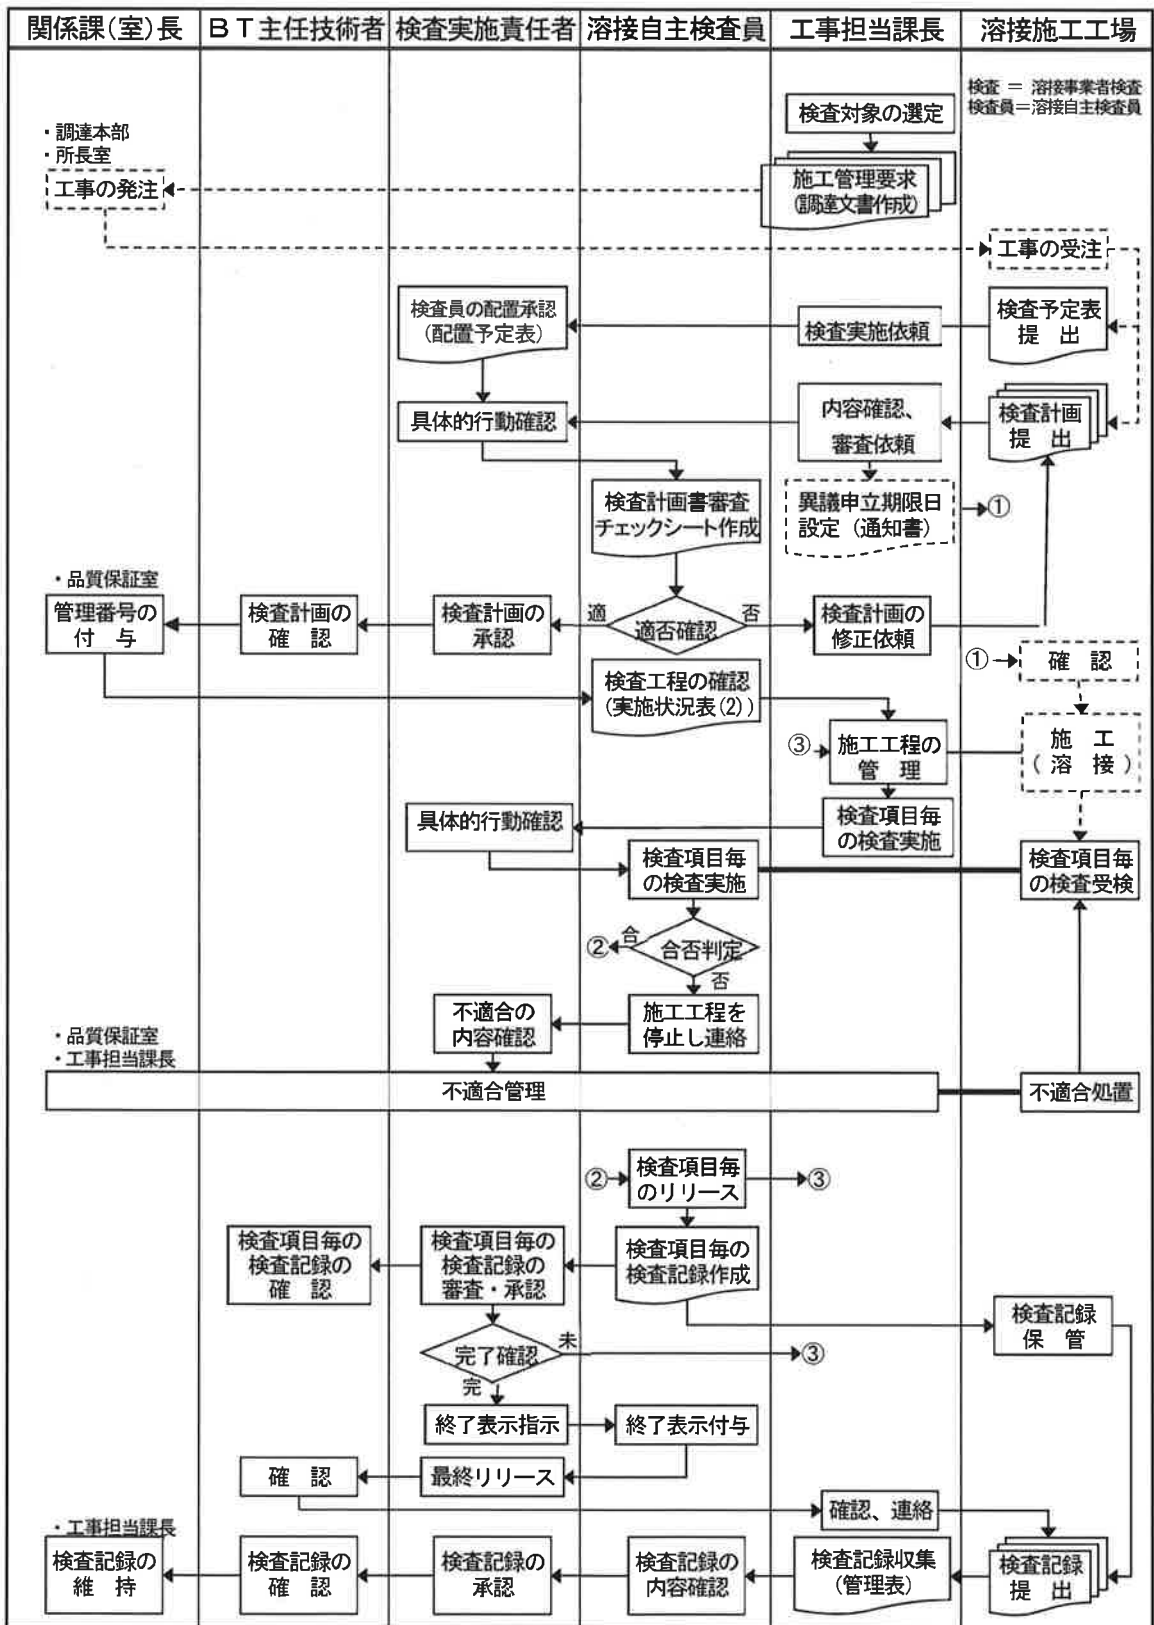 関係課(室)長
BT主任技術者
検査実施責任者
溶接自主検査員
工事担当課長
溶接施工工場
検査 ＝ 溶接事業者検査
検査員＝溶接自主検査員
検査対象の選定
・調達本部
・所長室
工事の発注
施工管理要求
(調達文書作成)
工事の受注
検査員の配置承認
(配置予定表)
検査実施依頼
検査予定表
提 出
具体的行動確認
内容確認、
審査依頼
検査計画
提 出
検査計画書審査
チェックシート作成
異議申立期限日
設定（通知書）
①
・品質保証室
管理番号の
付 与
検査計画の
確 認
検査計画の
承 認
適
適否確認
否
検査計画の
修正依頼
①
確 認
検査工程の確認
(実施状況表(2))
③
施工工程の
管 理
施 工
(溶 接)
具体的行動確認
検査項目毎
の検査実施
検査項目毎
の検査実施
検査項目毎
の検査受検
②
合
合否判定
否
不適合の
内容確認
施工工程を
停止し連絡
・品質保証室
・工事担当課長
不適合管理
不適合処置
②
検査項目毎
のリリース
③
検査項目毎の
検査記録の
確 認
検査項目毎の
検査記録の
審査・承認
検査項目毎の
検査記録作成
検査記録
保 管
完了確認
未
③
完
終了表示指示
終了表示付与
確 認
最終リリース
確認、連絡
・工事担当課長
検査記録の
維 持
検査記録の
確 認
検査記録の
承 認
検査記録の
内容確認
検査記録収集
(管理表)
検査記録
提 出